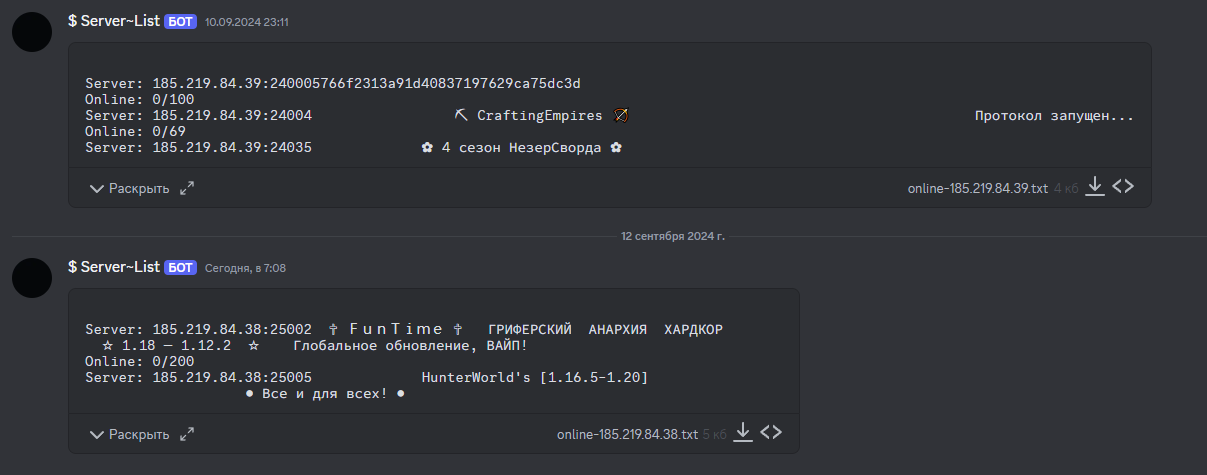 $ Server~List БОТ 10.09.2024 23:11
Server: 185.219.84.39:240005766f2313a91d40837197629ca75dc3d
Online: 0/100
Server: 185.219.84.39:24004 ⛏ CraftingEmpires 🏹 Протокол запущен...
Online: 0/69
Server: 185.219.84.39:24035 ✿ 4 сезон НезерСворда ✿
Раскрыть online-185.219.84.39.txt 4 кб
12 сентября 2024 г.
$ Server~List БОТ Сегодня, в 7:08
Server: 185.219.84.38:25002 ✞ FunTime ✞ ГРИФЕРСКИЙ АНАРХИЯ ХАРДКОР
☆ 1.18 — 1.12.2 ☆ Глобальное обновление, ВАЙП!
Online: 0/200
Server: 185.219.84.38:25005 HunterWorld's [1.16.5-1.20]
● Все и для всех! ●
Раскрыть online-185.219.84.38.txt 5 кб